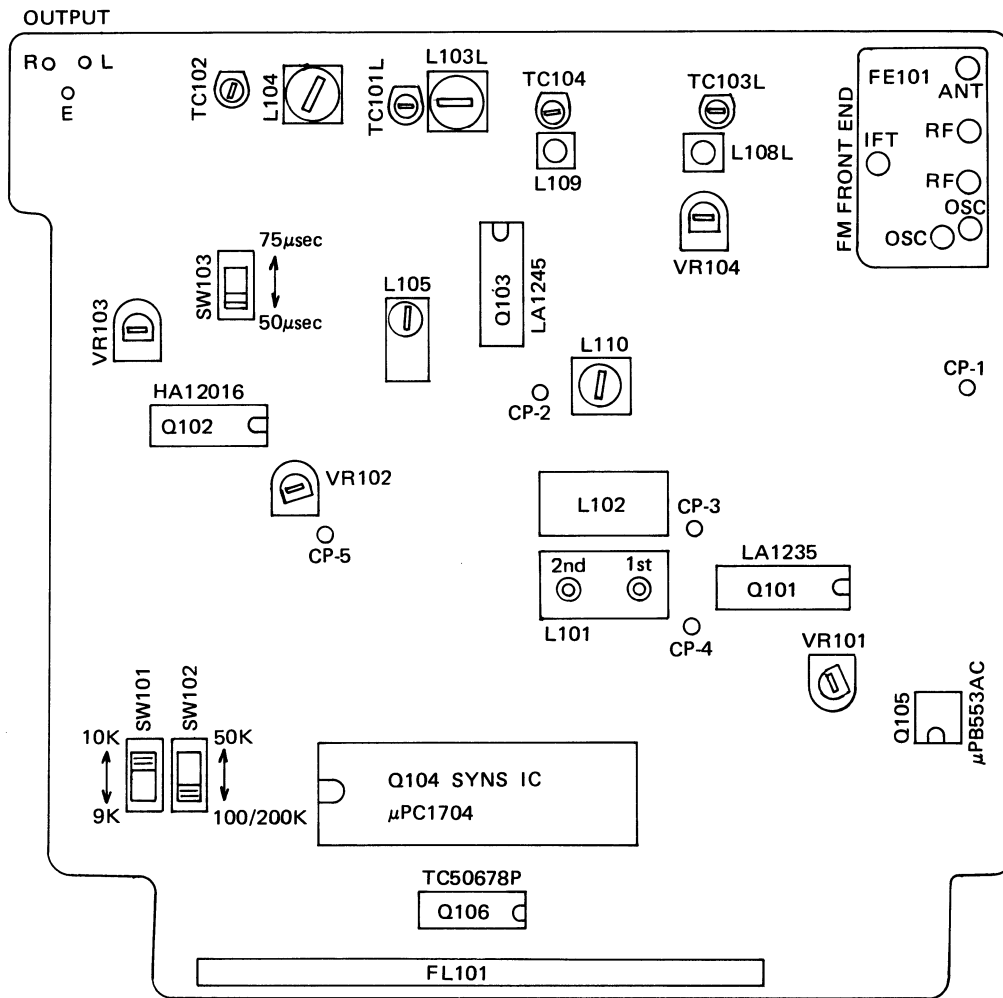 OUTPUT
R L
E
TC102
L104
TC101L
L103L
TC104
L109
TC103L
L108L
VR104
FE101
ANT
RF
IFT
RF
OSC
OSC
FM FRONT END
75μsec
SW103
50μsec
VR103
L105
Q103
LA1245
L110
CP-1
CP-2
HA12016
Q102
VR102
CP-5
L102
CP-3
2nd 1st
L101
CP-4
LA1235
Q101
VR101
Q105
μPB553AC
SW101
SW102
10K
50K
9K
100/200K
Q104 SYNS IC
μPC1704
TC50678P
Q106
FL101